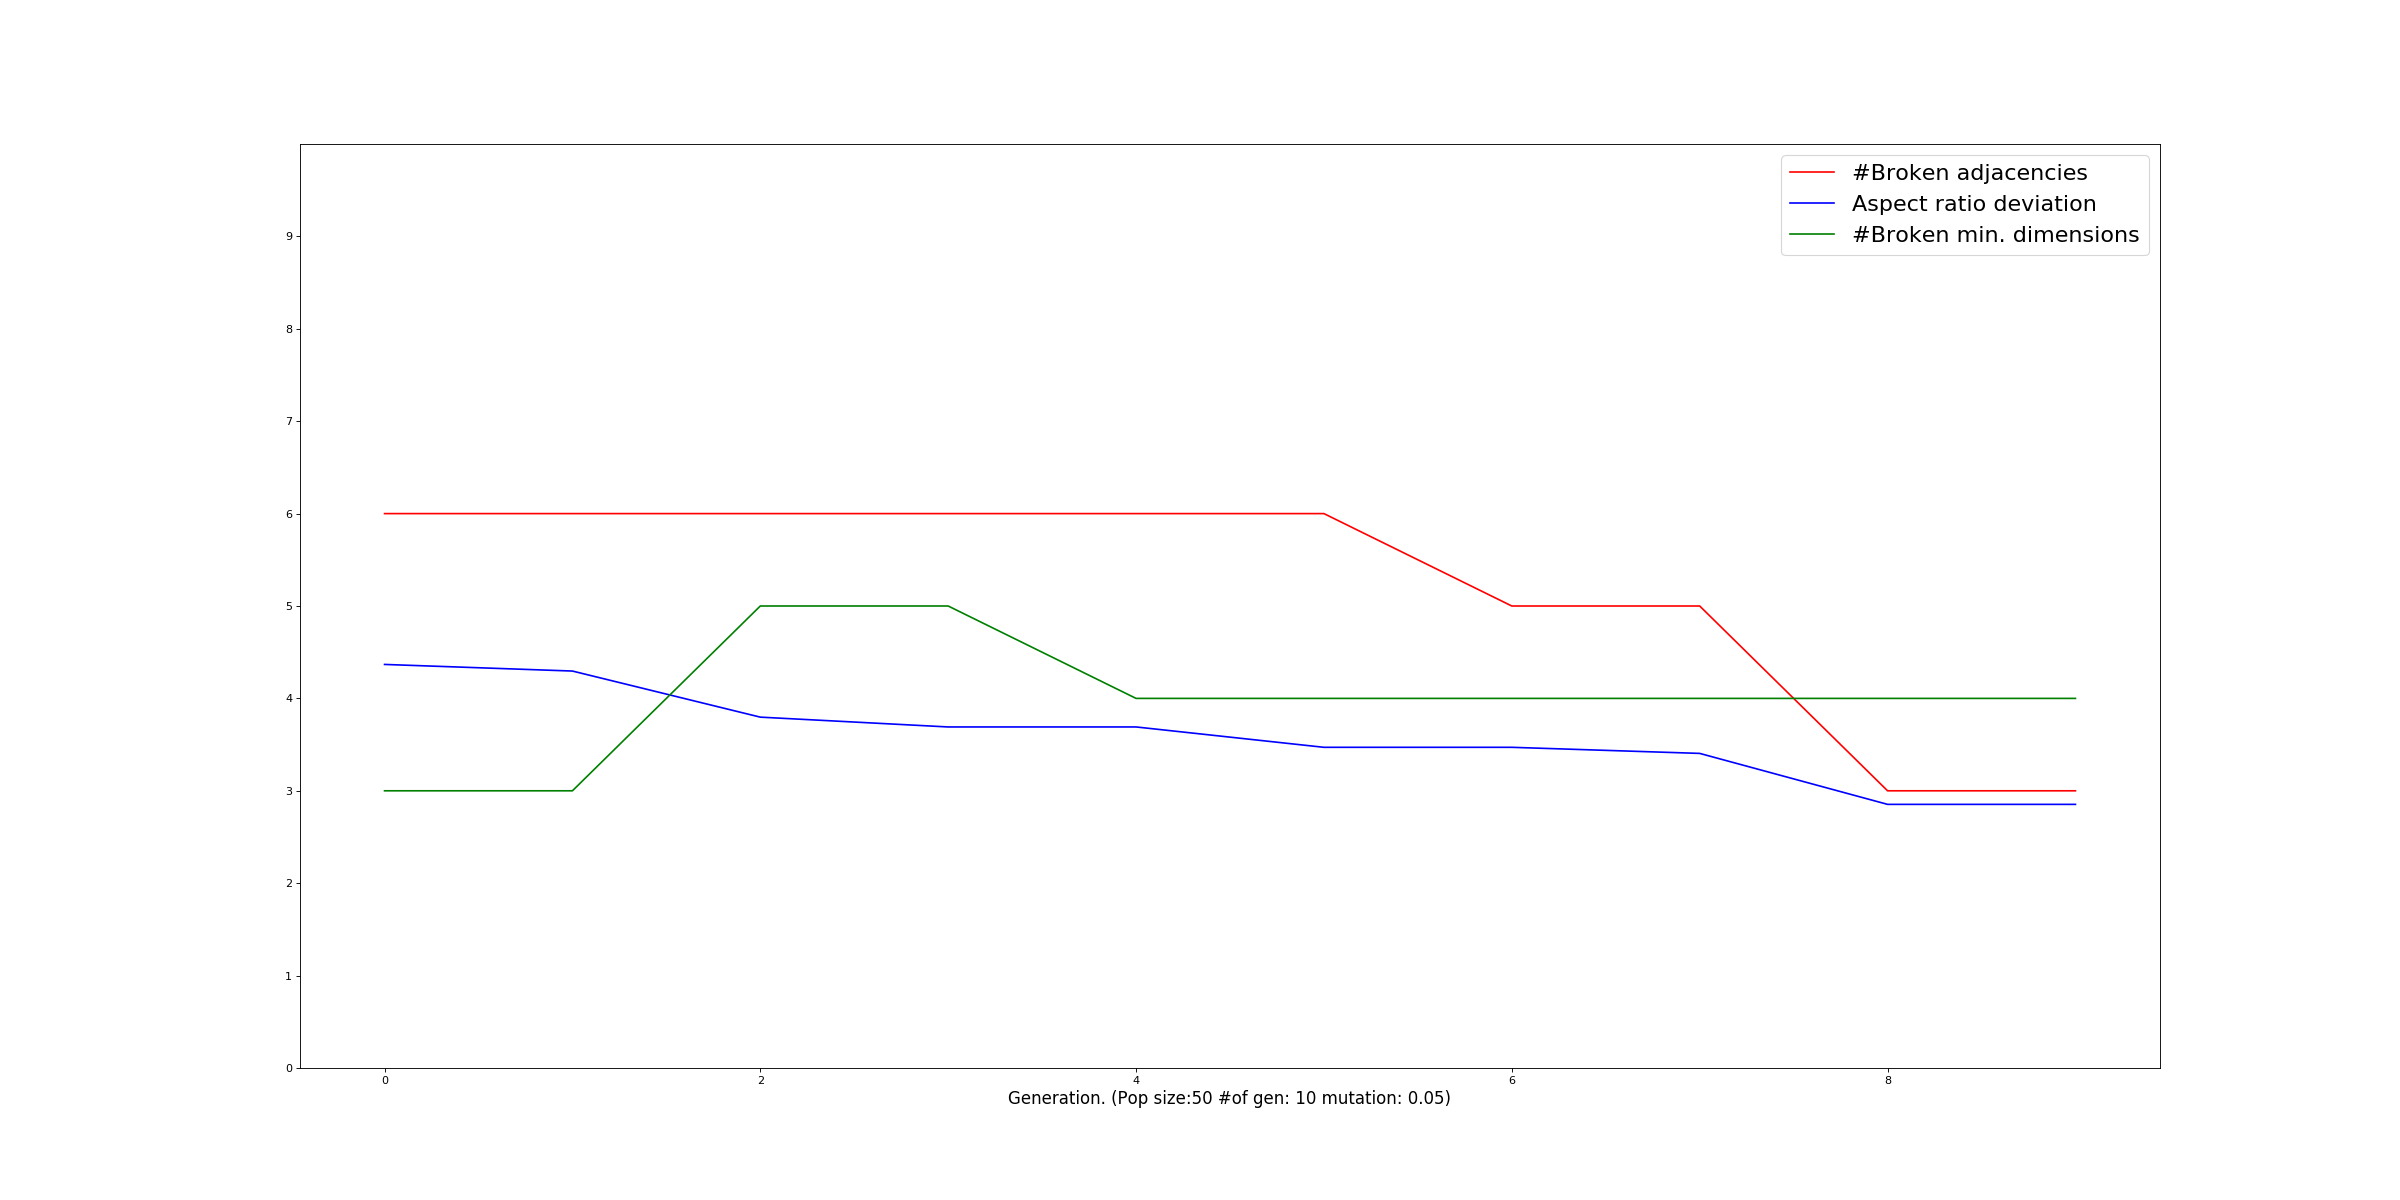 #Broken adjacencies
Aspect ratio deviation
#Broken min. dimensions
9
8
7
6
5
4
3
2
1
0
0 2 4 6 8
Generation. (Pop size:50 #of gen: 10 mutation: 0.05)